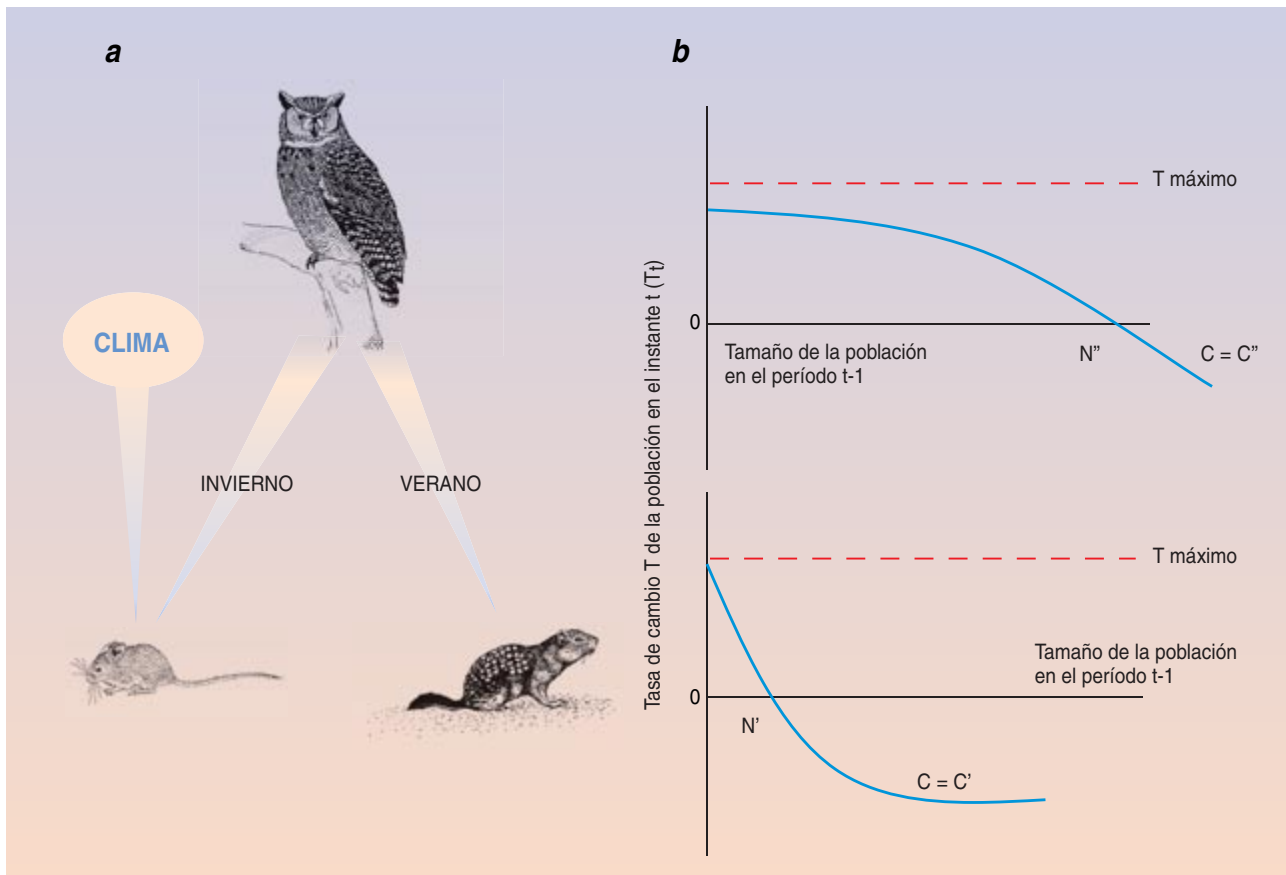 a
CLIMA
INVIERNO
VERANO
b
Tasa de cambio T de la población en el instante t (Tt)
T máximo
0
Tamaño de la población
en el período t-1
N”
C = C”
T máximo
Tamaño de la población
en el período t-1
0
N’
C = C’